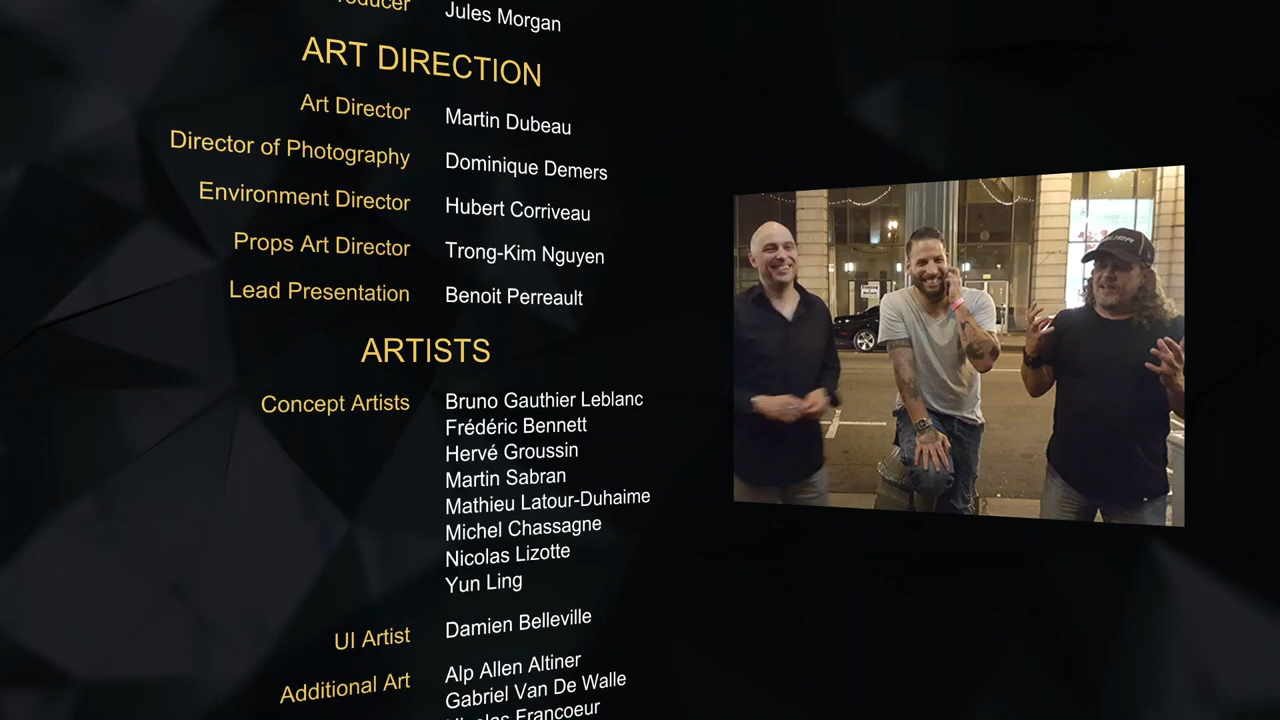 Jules Morgan
ART DIRECTION
Art Director Martin Dubeau
Director of Photography Dominique Demers
Environment Director Hubert Corriveau
Props Art Director Trong-Kim Nguyen
Lead Presentation Benoit Perreault
ARTISTS
Concept Artists Bruno Gauthier Leblanc
Frédéric Bennett
Hervé Groussin
Martin Sabran
Mathieu Latour-Duhaime
Michel Chassagne
Nicolas Lizotte
Yun Ling
UI Artist Damien Belleville
Additional Art Alp Allen Altiner
Gabriel Van De Walle
Francoeur